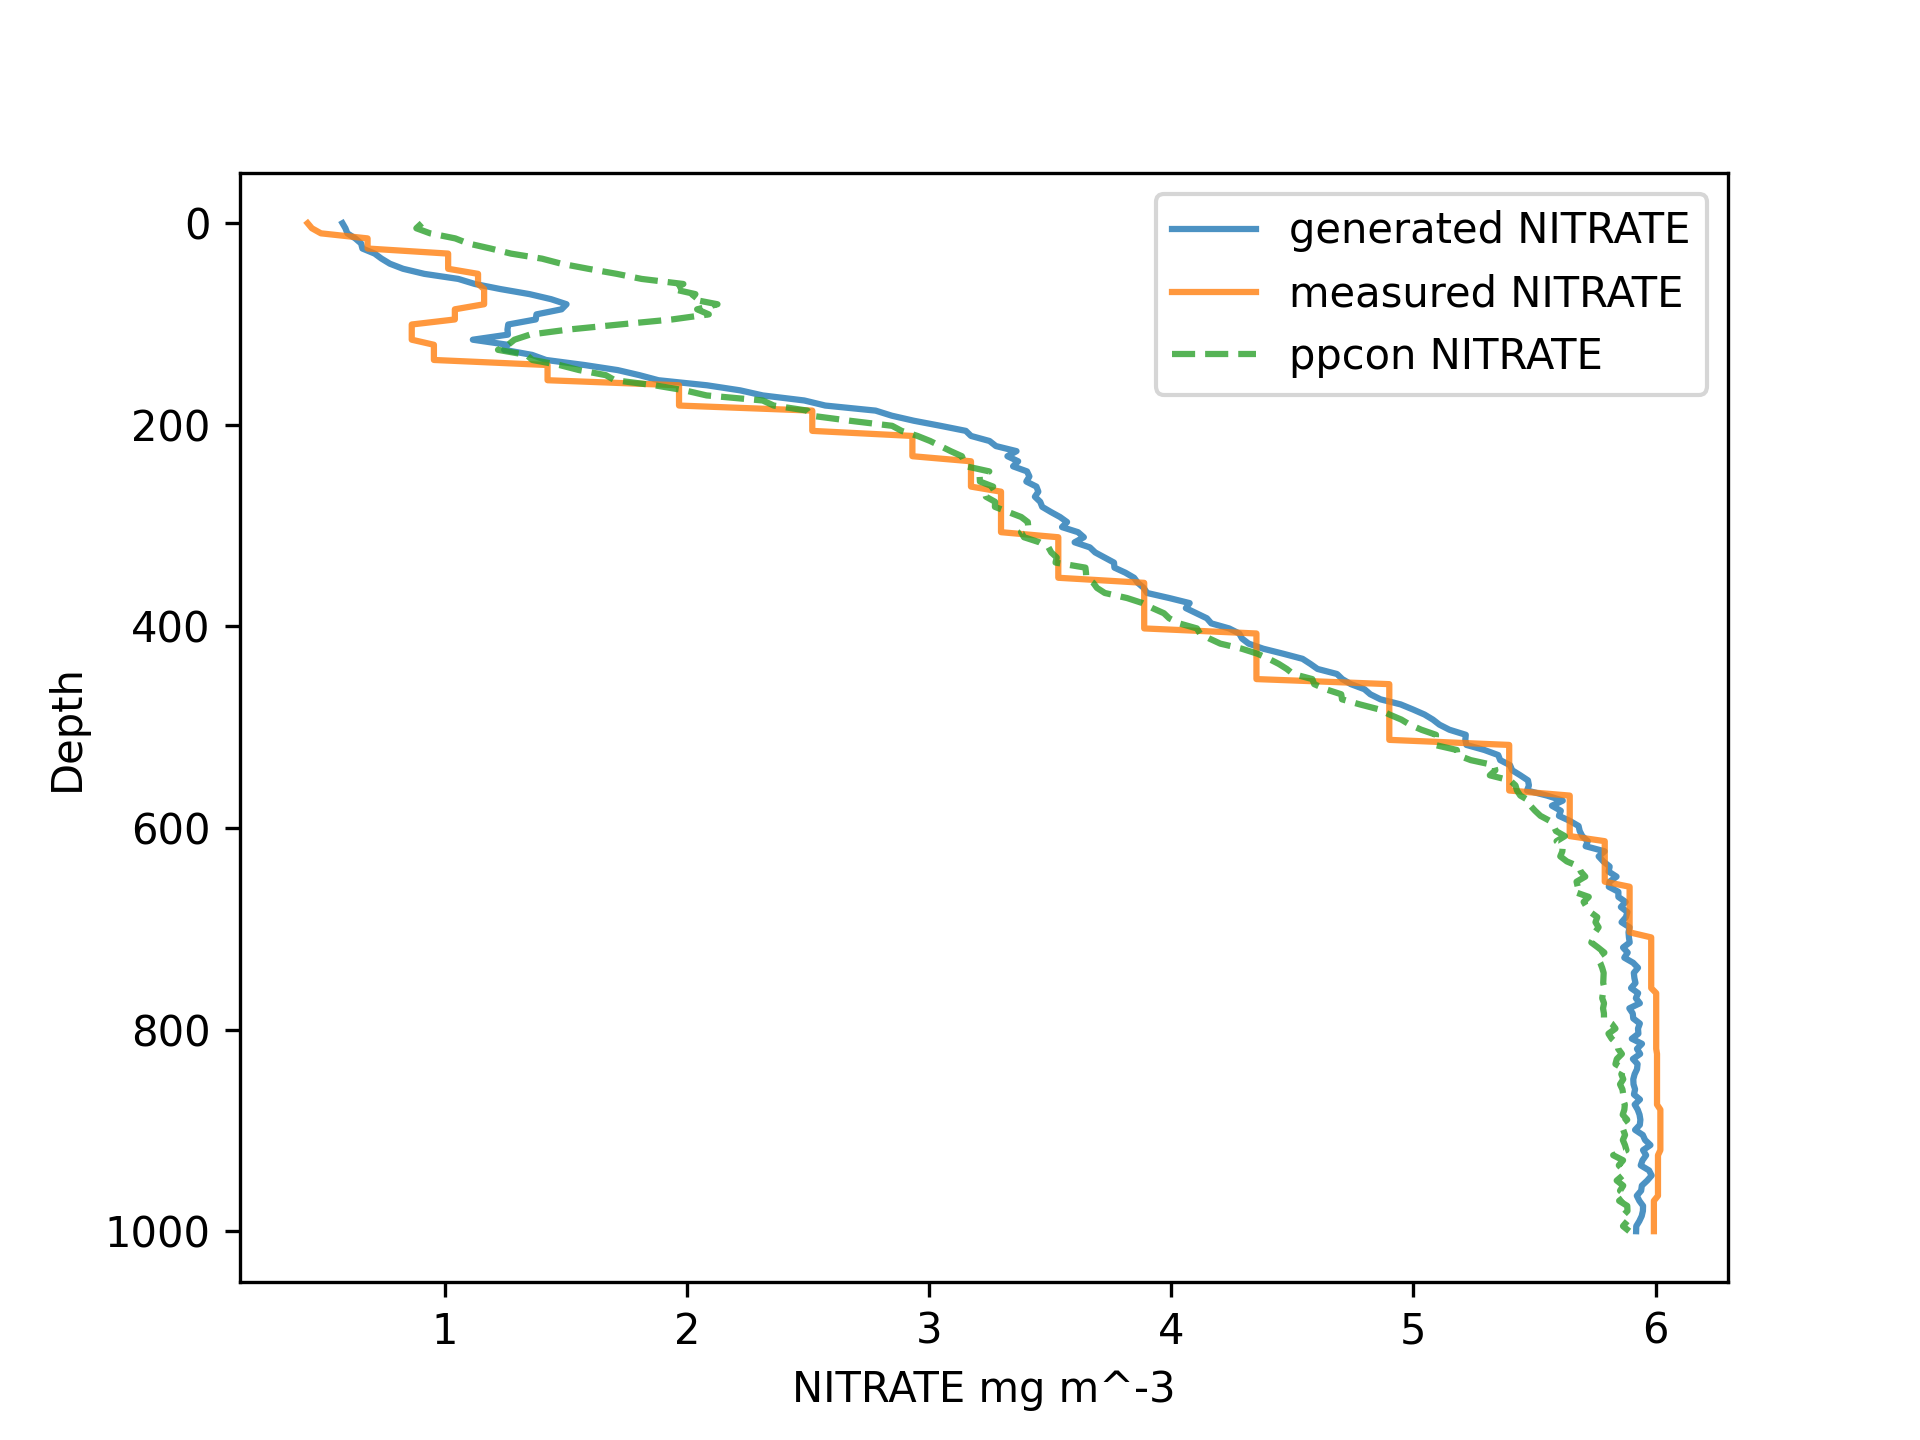 generated NITRATE
measured NITRATE
ppcon NITRATE
0
200
400
600
800
1000
Depth
1 2 3 4 5 6
NITRATE mg m^-3